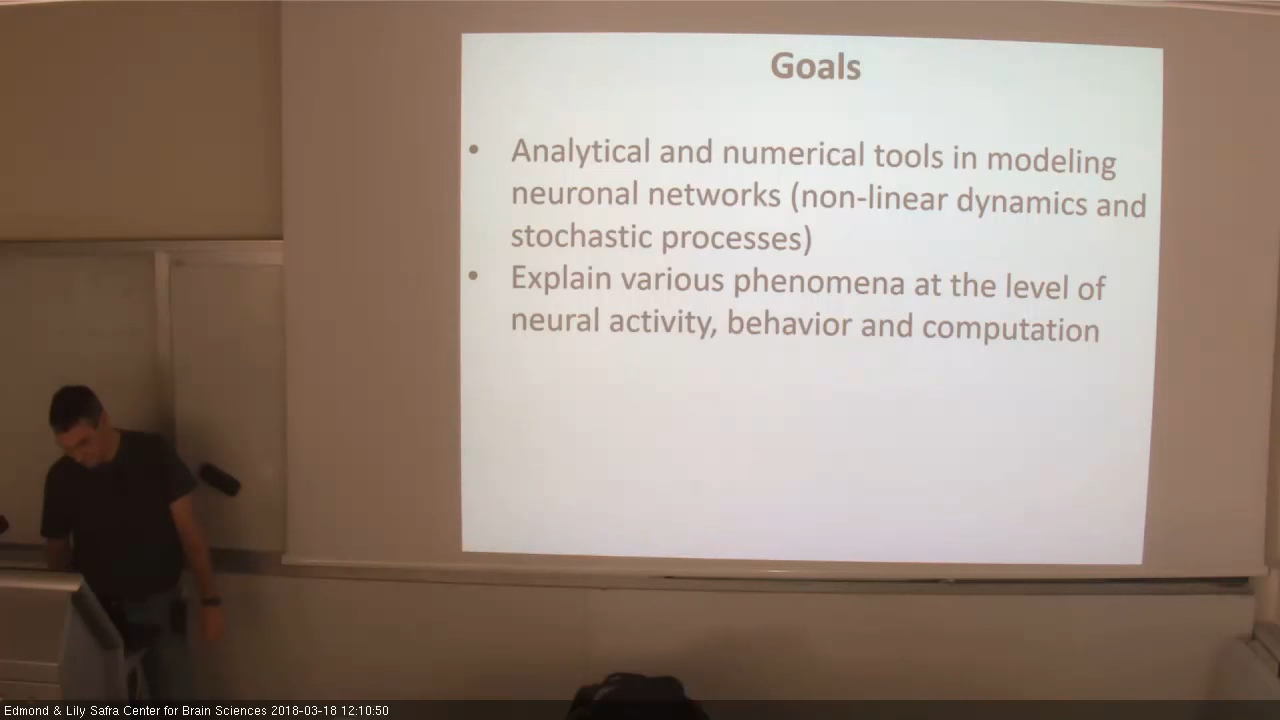 Goals
• Analytical and numerical tools in modeling
neuronal networks (non-linear dynamics and
stochastic processes)
• Explain various phenomena at the level of
neural activity, behavior and computation
Edmond & Lily Safra Center for Brain Sciences 2018-03-18 12:10:50